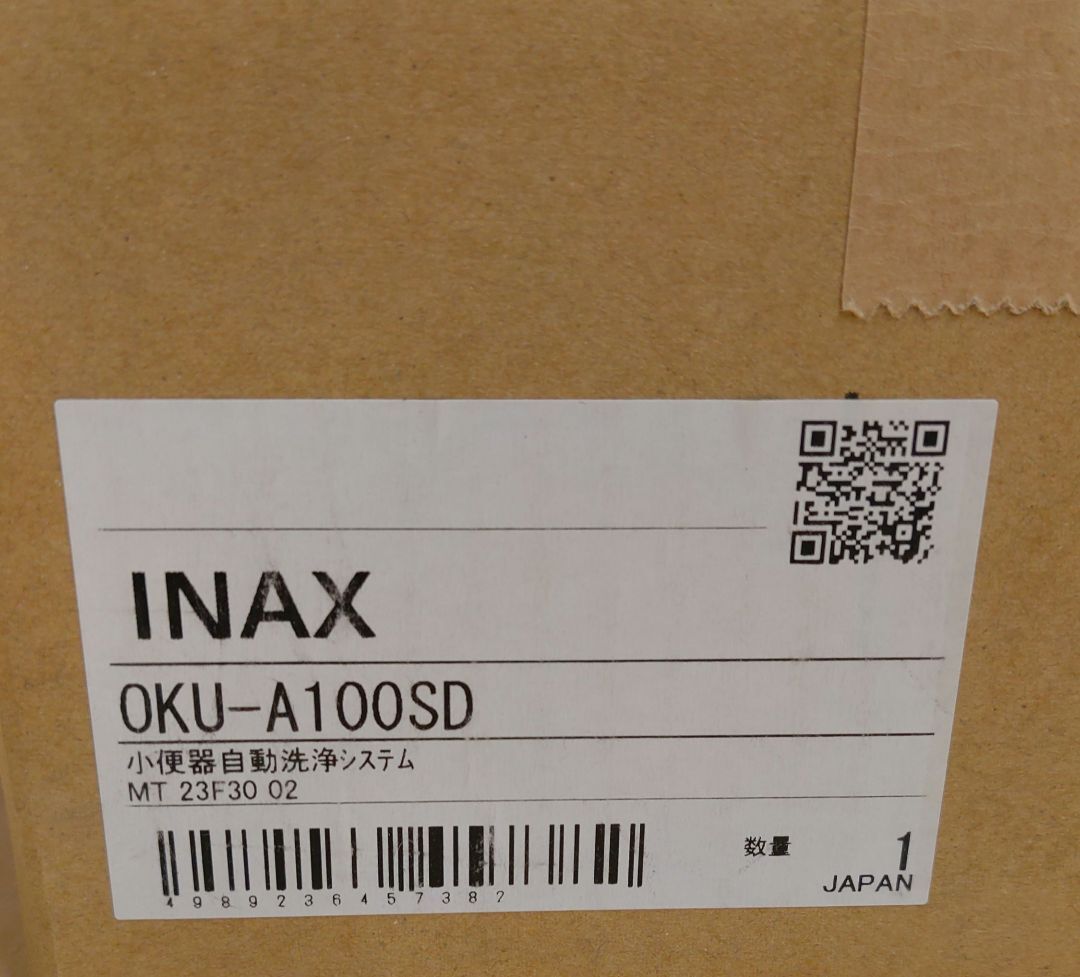 INAX
OKU-A100SD
小便器自動洗浄システム
MT 23F30 02
4989236457382
数量 1
JAPAN